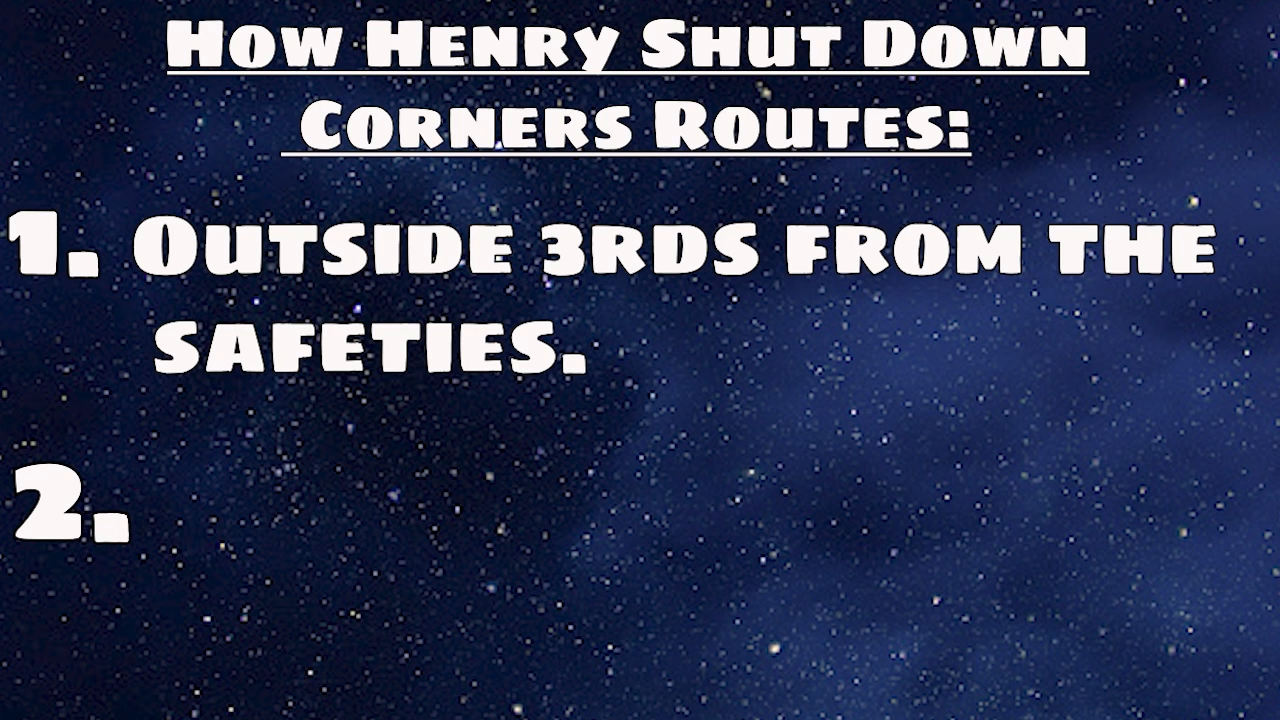 How Henry Shut Down
Corners Routes:
1. Outside 3rds from the
safeties.
2.